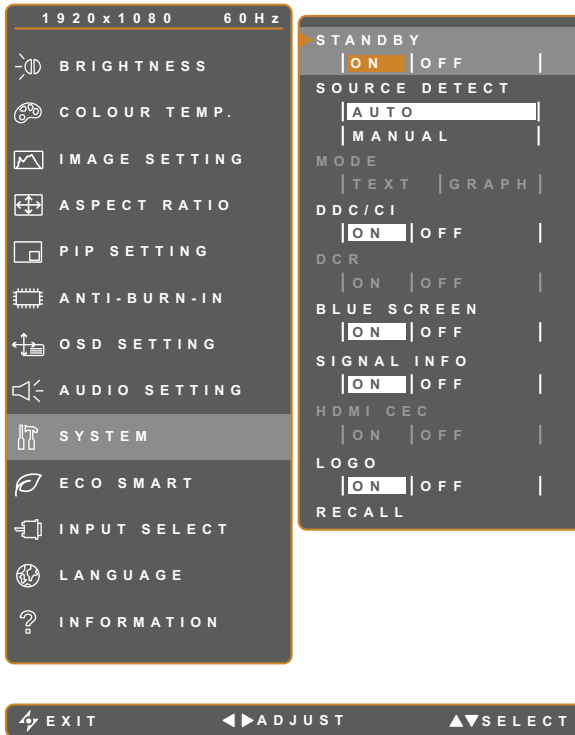 1920x1080 60Hz
BRIGHTNESS
COLOUR TEMP.
IMAGE SETTING
ASPECT RATIO
PIP SETTING
ANTI-BURN-IN
OSD SETTING
AUDIO SETTING
SYSTEM
ECO SMART
INPUT SELECT
LANGUAGE
INFORMATION
STANDBY
ON OFF
SOURCE DETECT
AUTO
MANUAL
MODE
TEXT GRAPH
DDC/CI
ON OFF
DCR
ON OFF
BLUE SCREEN
ON OFF
SIGNAL INFO
ON OFF
HDMI CEC
ON OFF
LOGO
ON OFF
RECALL
EXIT ADJUST SELECT